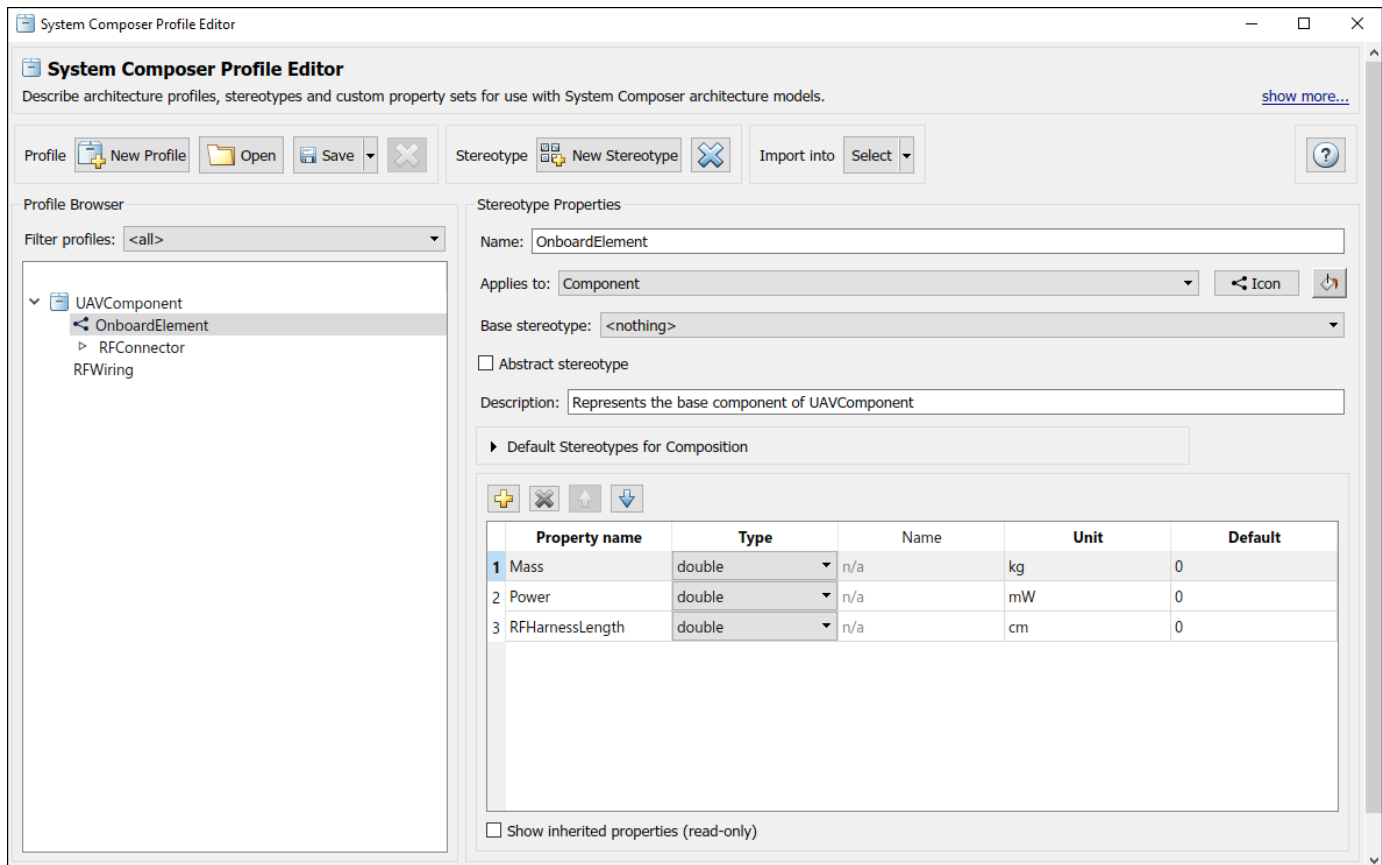 System Composer Profile Editor
System Composer Profile Editor
Describe architecture profiles, stereotypes and custom property sets for use with System Composer architecture models. show more...
Profile New Profile Open Save Stereotype New Stereotype Import into Select ?
Profile Browser
Filter profiles: <all>
UAVComponent
OnboardElement
RFConnector
RFWiring
Stereotype Properties
Name: OnboardElement
Applies to: Component Icon
Base stereotype: <nothing>
Abstract stereotype
Description: Represents the base component of UAVComponent
Default Stereotypes for Composition
Property name Type Name Unit Default
1 Mass double n/a kg 0
2 Power double n/a mW 0
3 RFHarnessLength double n/a cm 0
Show inherited properties (read-only)